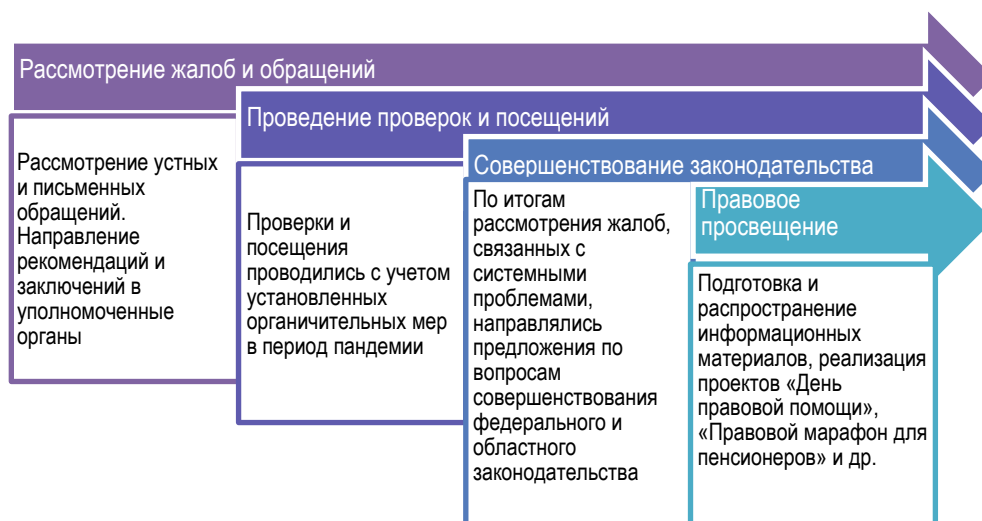 Рассмотрение жалоб и обращений
Рассмотрение устных
и письменных
обращений.
Направление
рекомендаций и
заключений в
уполномоченные
органы
Проведение проверок и посещений
Проверки и
посещения
проводились с учетом
установленных
органичительных мер
в период пандемии
Совершенствование законодательства
По итогам
рассмотрения жалоб,
связанных с
системными
проблемами,
направлялись
предложения по
вопросам
совершенствования
федерального и
областного
законодательства
Правовое
просвещение
Подготовка и
распространение
информационных
материалов, реализация
проектов «День
правовой помощи»,
«Правовой марафон для
пенсионеров» и др.